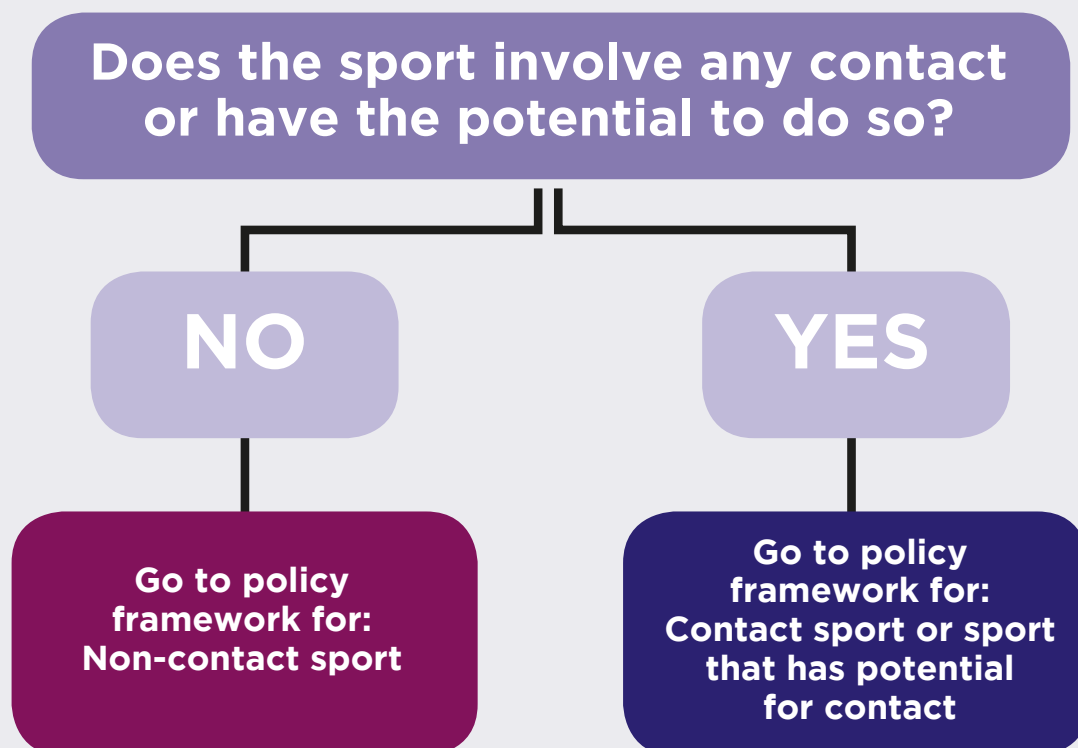 Does the sport involve any contact
or have the potential to do so?
NO
YES
Go to policy
framework for:
Non-contact sport
Go to policy
framework for:
Contact sport or sport
that has potential
for contact